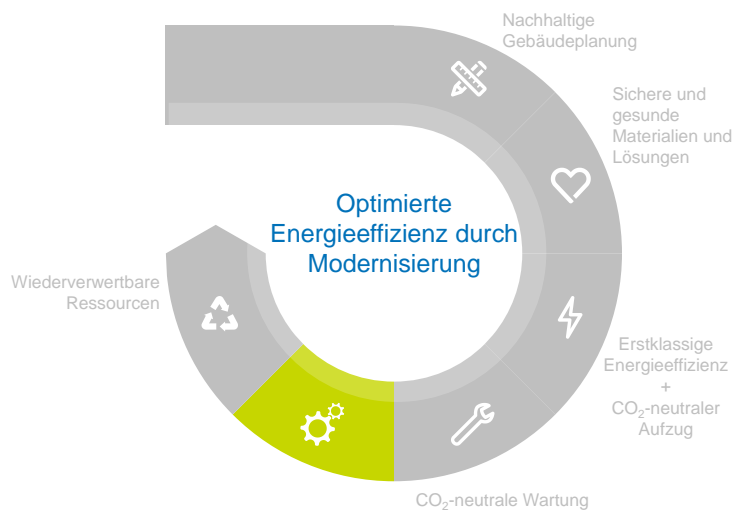 Nachhaltige
Gebäudeplanung
Sichere und
gesunde
Materialien und
Lösungen
Optimierte
Energieeffizienz durch
Modernisierung
Wiederverwertbare
Ressourcen
Erstklassige
Energieeffizienz
+
CO₂-neutraler
Aufzug
CO₂-neutrale Wartung